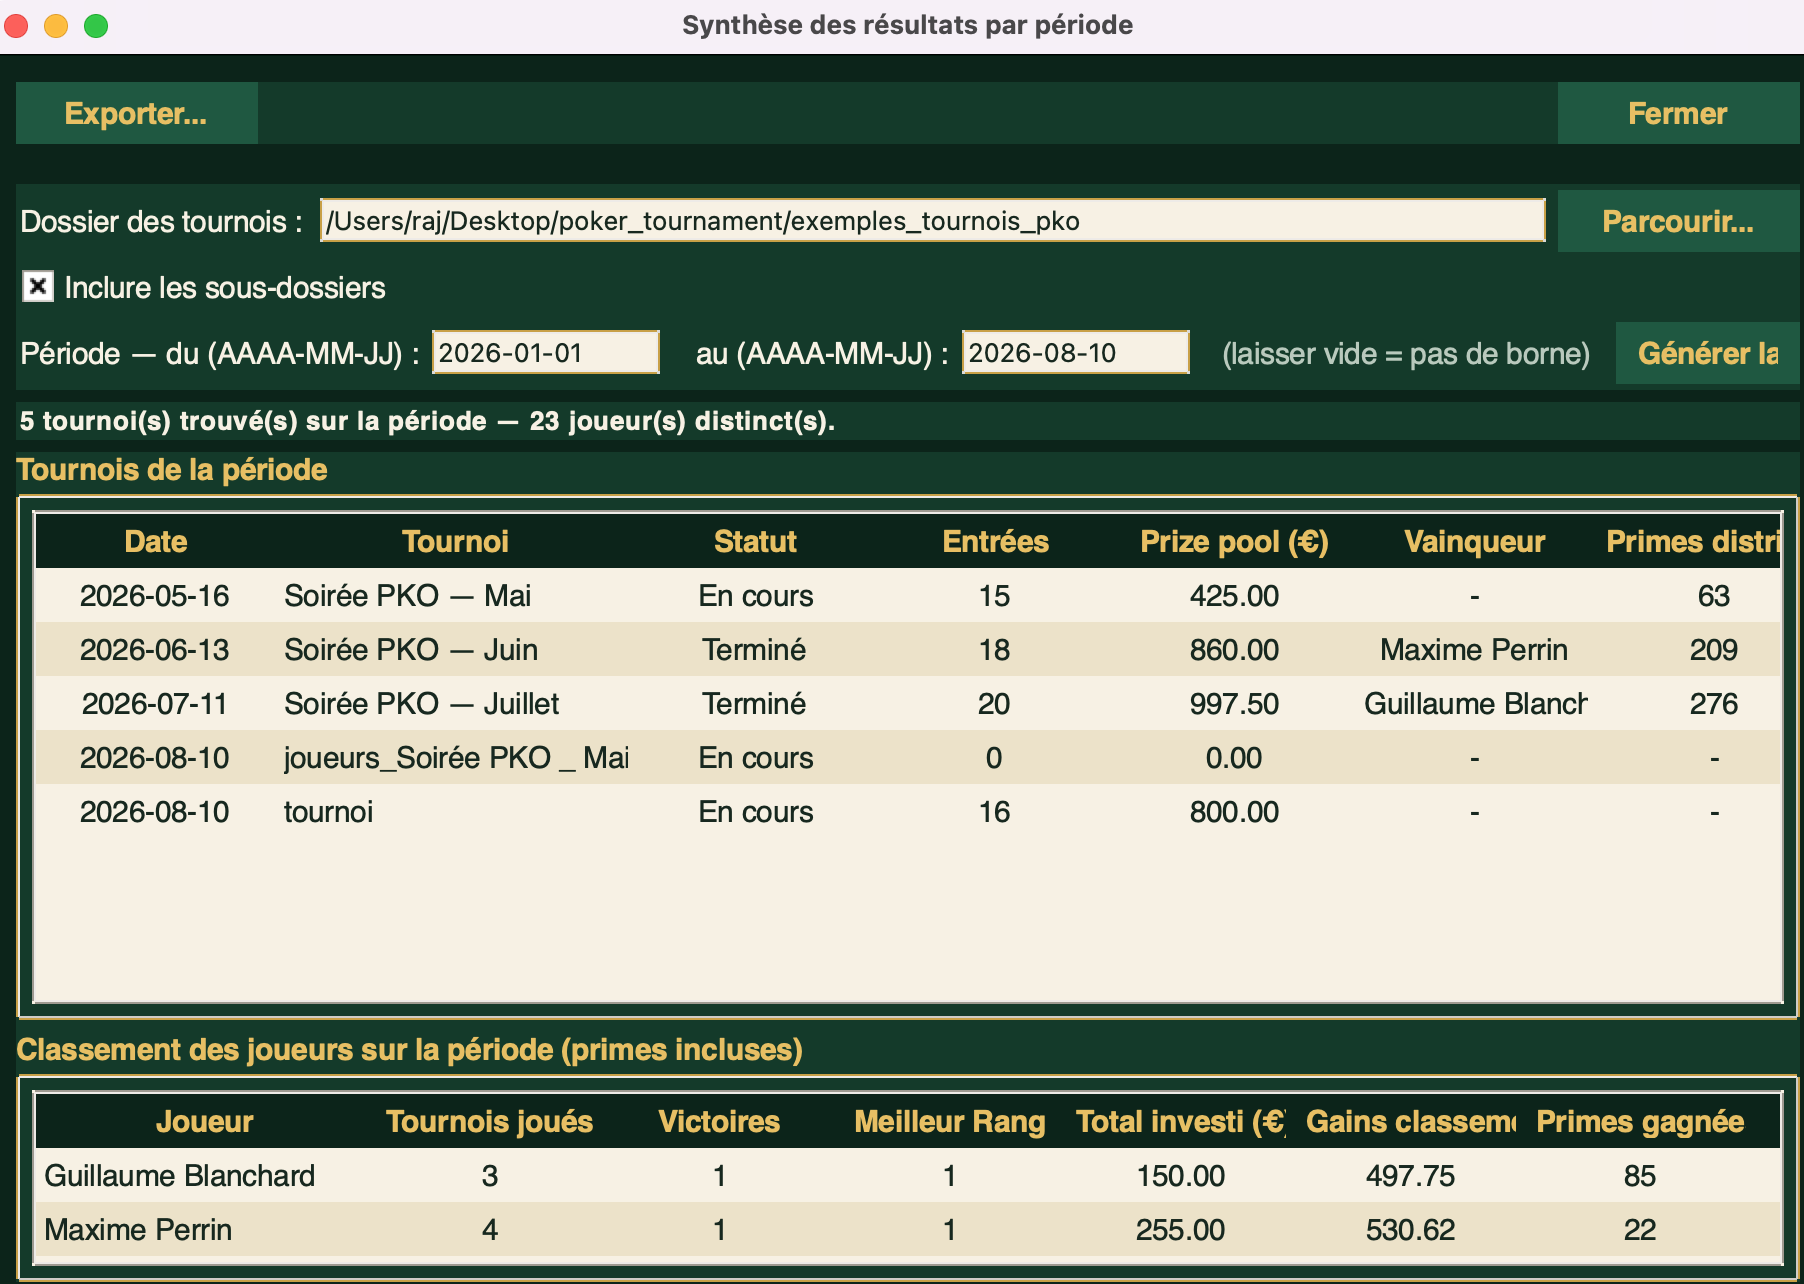 Synthèse des résultats par période
Exporter... Fermer
Dossier des tournois : /Users/raj/Desktop/poker_tournament/exemples_tournois_pko Parcourir...
Inclure les sous-dossiers
Période — du (AAAA-MM-JJ) : 2026-01-01 au (AAAA-MM-JJ) : 2026-08-10 (laisser vide = pas de borne) Générer la
5 tournoi(s) trouvé(s) sur la période — 23 joueur(s) distinct(s).
Tournois de la période
Date Tournoi Statut Entrées Prize pool (€) Vainqueur Primes distri
2026-05-16 Soirée PKO — Mai En cours 15 425.00 - 63
2026-06-13 Soirée PKO — Juin Terminé 18 860.00 Maxime Perrin 209
2026-07-11 Soirée PKO — Juillet Terminé 20 997.50 Guillaume Blanch 276
2026-08-10 joueurs_Soirée PKO _ Mai En cours 0 0.00 - -
2026-08-10 tournoi En cours 16 800.00 - -
Classement des joueurs sur la période (primes incluses)
Joueur Tournois joués Victoires Meilleur Rang Total investi (€) Gains classeme Primes gagnée
Guillaume Blanchard 3 1 1 150.00 497.75 85
Maxime Perrin 4 1 1 255.00 530.62 22